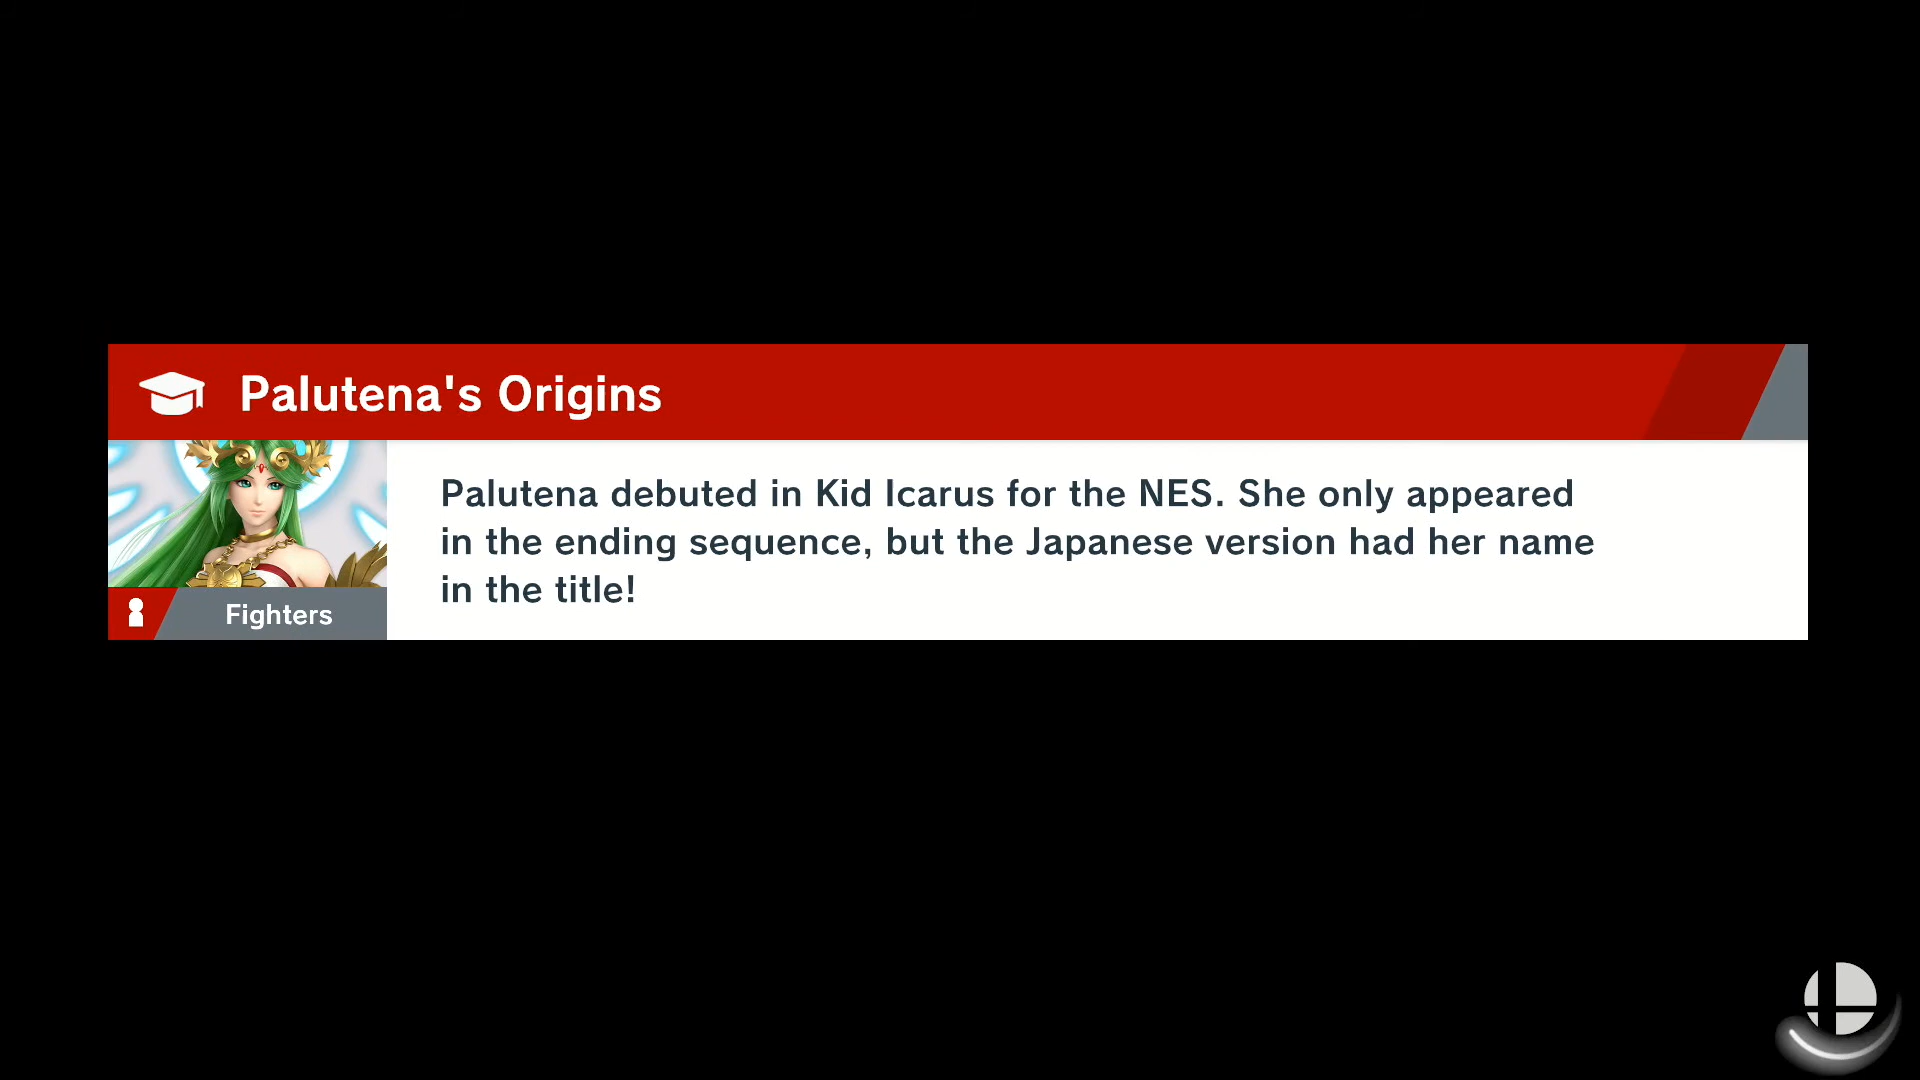 Palutena's Origins
Palutena debuted in Kid Icarus for the NES. She only appeared
in the ending sequence, but the Japanese version had her name
in the title!
Fighters